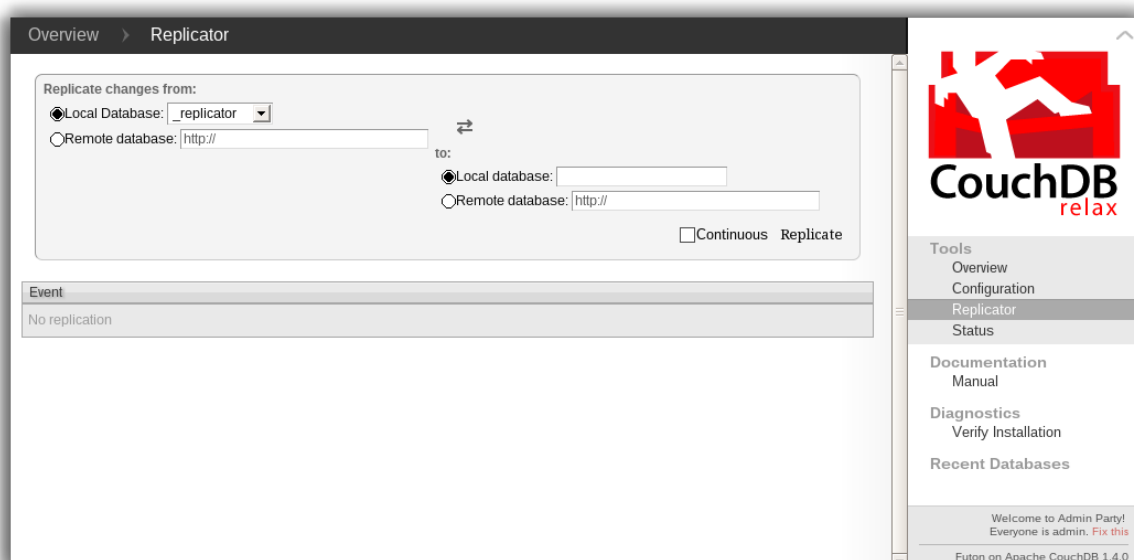 Overview Replicator
Replicate changes from:
Local Database: _replicator
Remote database: http://
to:
Local database:
Remote database: http://
Continuous Replicate
Event
No replication
CouchDB
relax
Tools
Overview
Configuration
Replicator
Status
Documentation
Manual
Diagnostics
Verify Installation
Recent Databases
Welcome to Admin Party!
Everyone is admin. Fix this
Futon on Apache CouchDB 1.4.0